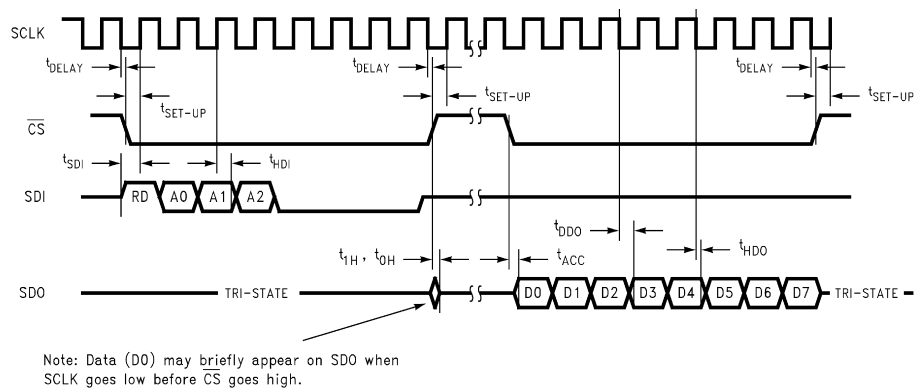 SCLK
tDELAY tDELAY tDELAY
tSET-UP tSET-UP tSET-UP
CS
tSDI tHDI
SDI RD A0 A1 A2
tDDO tHDO
t1H, t0H tACC
SDO TRI-STATE D0 D1 D2 D3 D4 D5 D6 D7 TRI-STATE
Note: Data (D0) may briefly appear on SDO when
SCLK goes low before CS goes high.